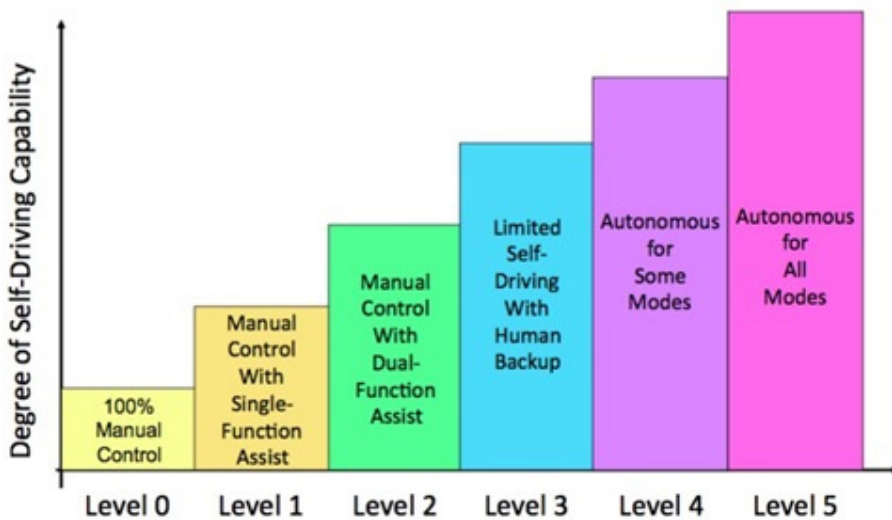 Degree of Self-Driving Capability
100%
Manual
Control
Manual
Control
With
Single-
Function
Assist
Manual
Control
With
Dual-
Function
Assist
Limited
Self-
Driving
With
Human
Backup
Autonomous
for
Some
Modes
Autonomous
for
All
Modes
Level 0
Level 1
Level 2
Level 3
Level 4
Level 5